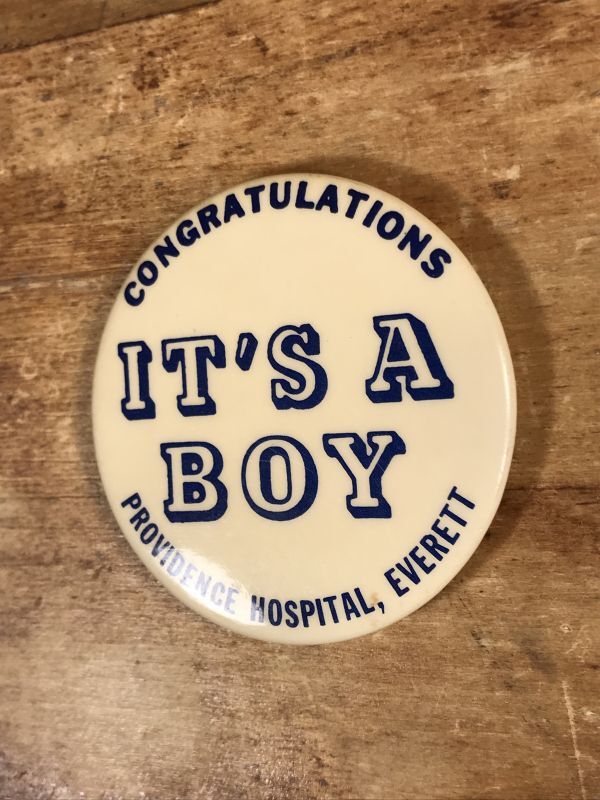 CONGRATULATIONS
IT'S A
BOY
PROVIDENCE HOSPITAL, EVERETT